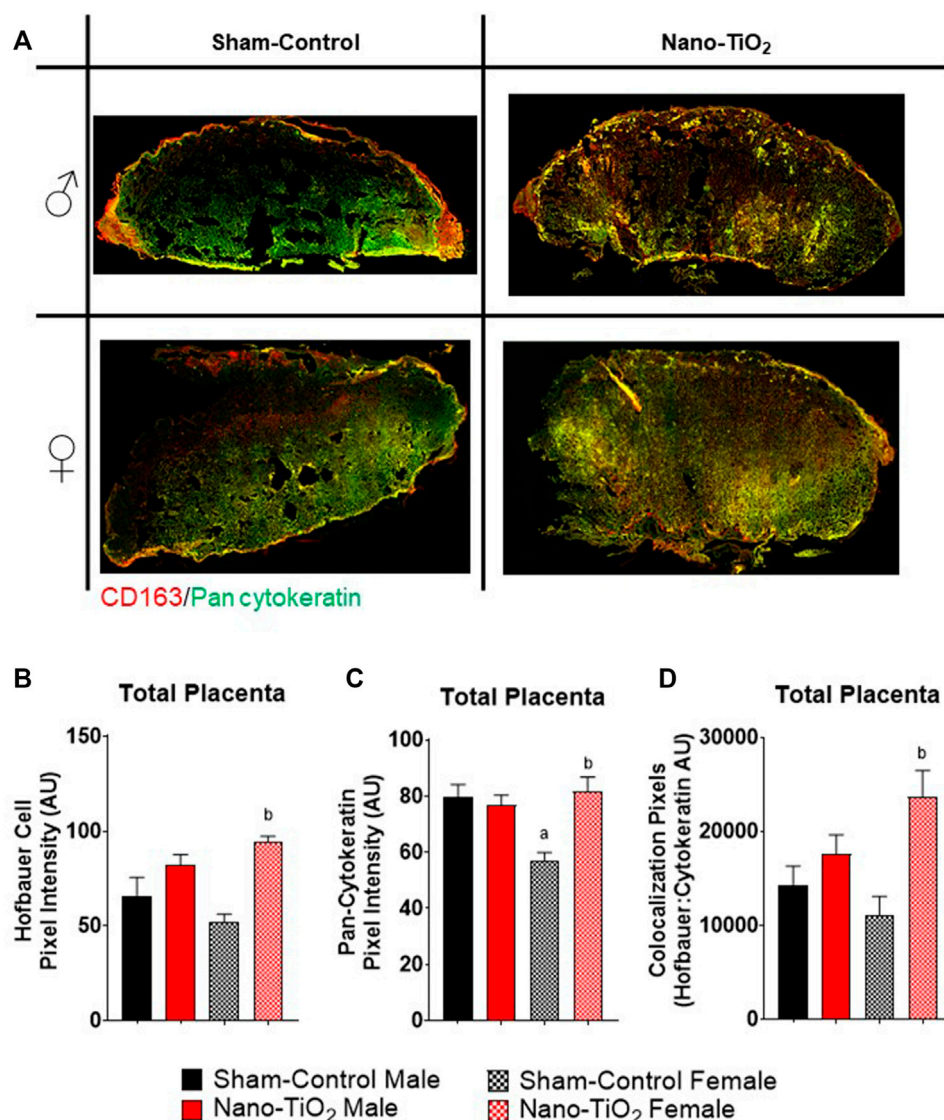 A
Sham-Control
Nano-TiO₂
♂
♀
CD163/Pan cytokeratin
B
Total Placenta
Hofbauer Cell
Pixel Intensity (AU)
150
100
50
0
b
C
Total Placenta
Pan-Cytokeratin
Pixel Intensity (AU)
100
80
60
40
20
0
a
b
D
Total Placenta
Colocalization Pixels
(Hofbauer:Cytokeratin AU)
30000
20000
10000
0
b
Sham-Control Male
Sham-Control Female
Nano-TiO₂ Male
Nano-TiO₂ Female